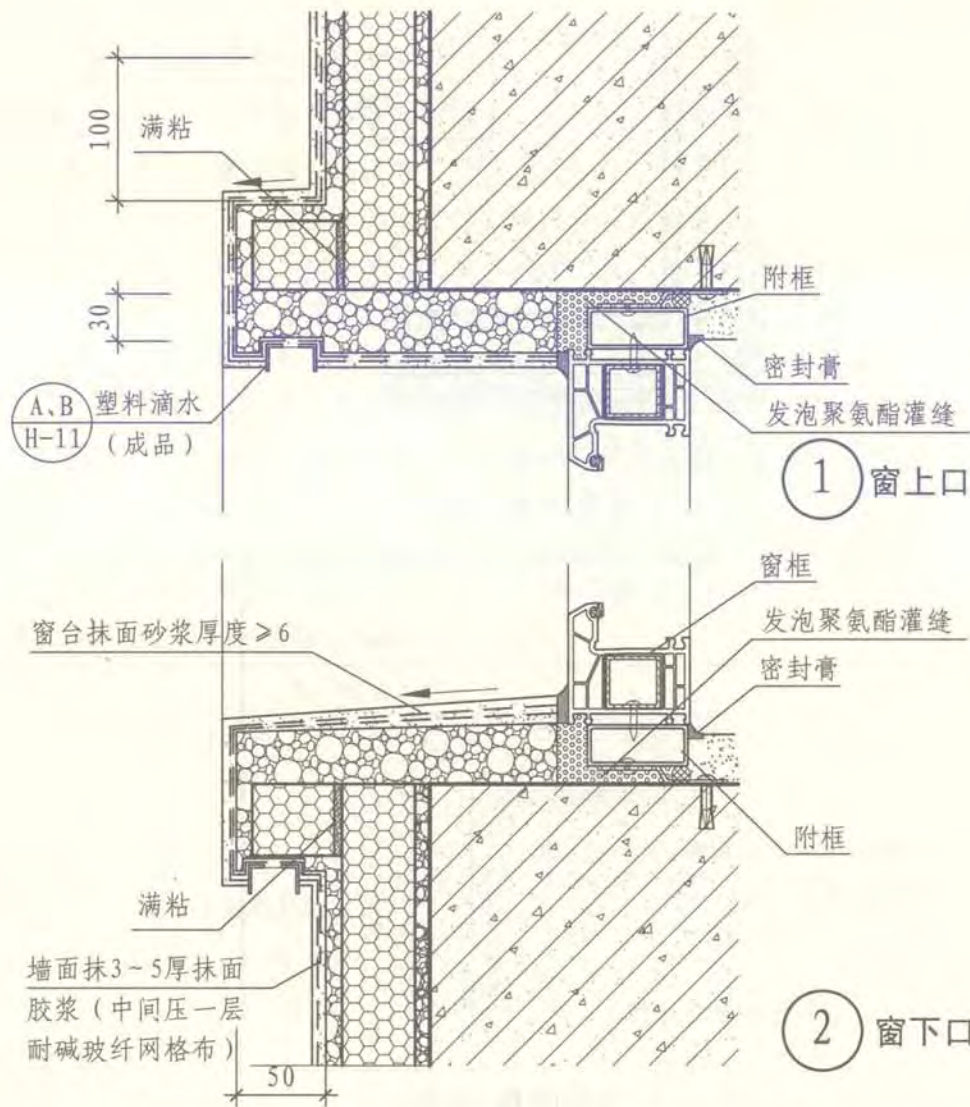 100
满粘
30
附框
密封膏
A、B
H-11
塑料滴水
（成品）
发泡聚氨酯灌缝
1
窗上口
窗框
窗台抹面砂浆厚度≥6
发泡聚氨酯灌缝
密封膏
附框
满粘
墙面抹3~5厚抹面
胶浆（中间压一层
耐碱玻纤网格布）
2
窗下口
50